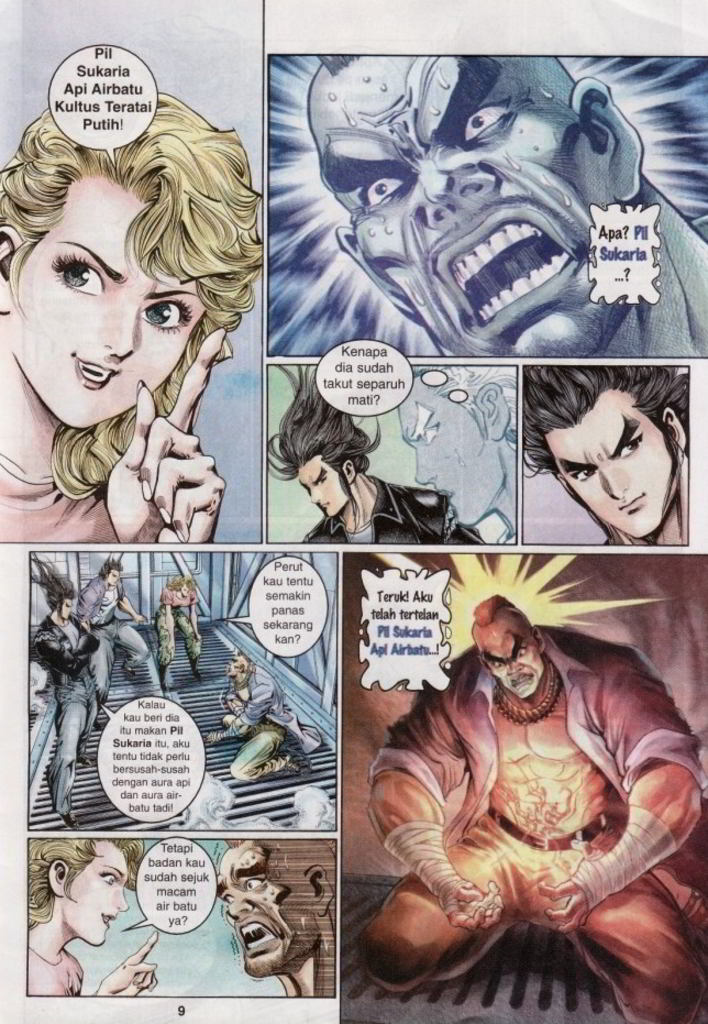 Pil
Sukaria
Api Airbatu
Kultus Teratai
Putih!
Apa? Pil
Sukaria
...?
Kenapa
dia sudah
takut separuh
mati?
Perut
kau tentu
semakin
panas
sekarang
kan?
Kalau
kau beri dia
itu makan Pil
Sukaria itu, aku
tentu tidak perlu
bersusah-susah
dengan aura api
dan aura air-
batu tadi!
Teruk! Aku
telah tertelan
Pil Sukaria
Api Airbatu...!
Tetapi
badan kau
sudah sejuk
macam
air batu
ya?
9